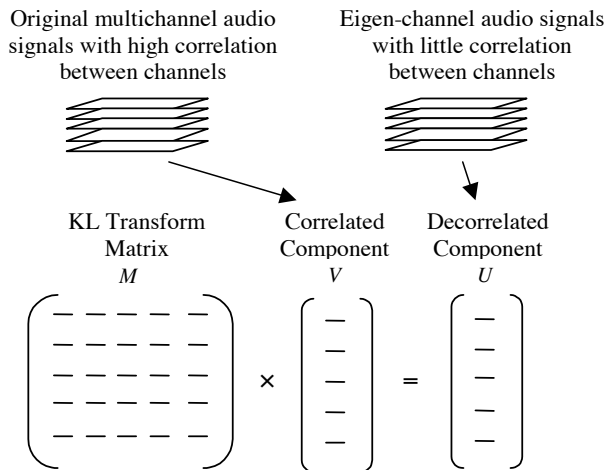 Original multichannel audio
signals with high correlation
between channels
Eigen-channel audio signals
with little correlation
between channels
KL Transform
Matrix
M
Correlated
Component
V
Decorrelated
Component
U
× =